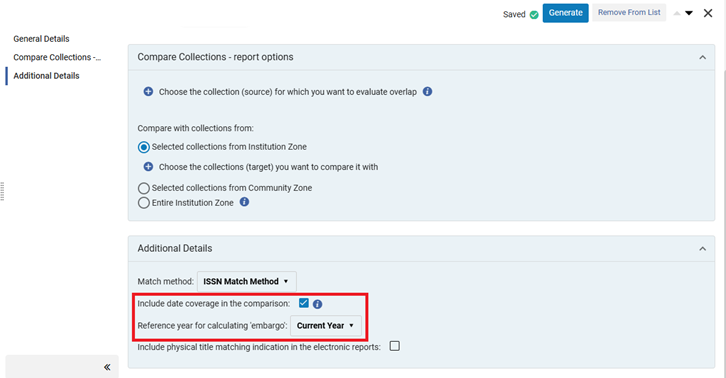 Saved Generate Remove From List
General Details
Compare Collections -...
Additional Details
Compare Collections - report options
Choose the collection (source) for which you want to evaluate overlap
Compare with collections from:
Selected collections from Institution Zone
Choose the collections (target) you want to compare it with
Selected collections from Community Zone
Entire Institution Zone
Additional Details
Match method: ISSN Match Method
Include date coverage in the comparison:
Reference year for calculating 'embargo': Current Year
Include physical title matching indication in the electronic reports: